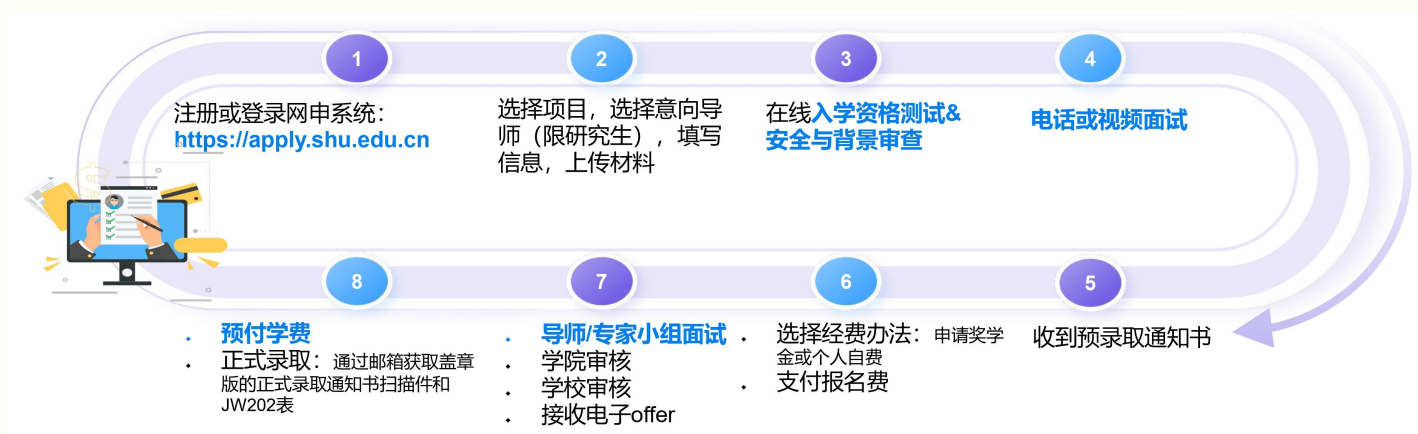 1
注册或登录网申系统：
https://apply.shu.edu.cn
2
选择项目，选择意向导
师（限研究生），填写
信息，上传材料
3
在线入学资格测试&
安全与背景审查
4
电话或视频面试
5
收到预录取通知书
6
• 选择经费办法：申请奖学
金或个人自费
• 支付报名费
7
• 导师/专家小组面试
• 学院审核
• 学校审核
• 接收电子offer
8
• 预付学费
• 正式录取：通过邮箱获取盖章
版的正式录取通知书扫描件和
JW202表